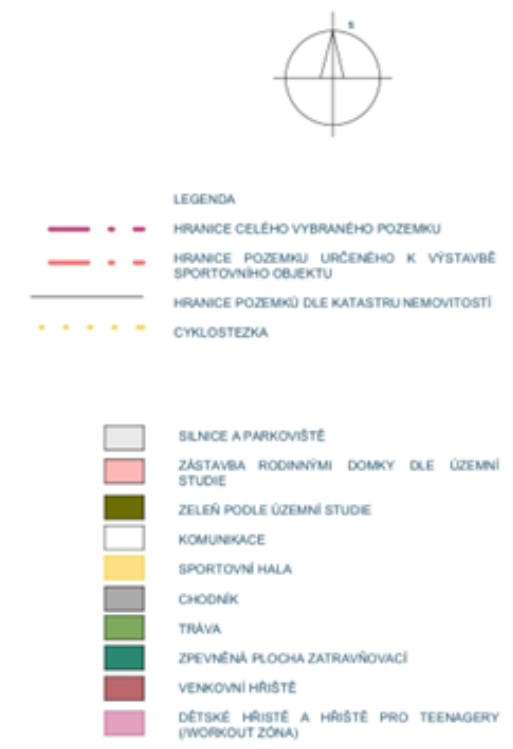 S
LEGENDA
HRANICE CELÉHO VYBRANÉHO POZEMKU
HRANICE POZEMKU URČENÉHO K VÝSTAVBĚ
SPORTOVNÍHO OBJEKTU
HRANICE POZEMKŮ DLE KATASTRU NEMOVITOSTÍ
CYKLOSTEZKA
SILNICE A PARKOVIŠTĚ
ZÁSTAVBA RODINNÝMI DOMKY DLE ÚZEMNÍ
STUDIE
ZELEŇ PODLE ÚZEMNÍ STUDIE
KOMUNIKACE
SPORTOVNÍ HALA
CHODNÍK
TRÁVA
ZPEVNĚNÁ PLOCHA ZATRAVŇOVACÍ
VENKOVNÍ HŘIŠTĚ
DĚTSKÉ HŘISTĚ A HŘIŠTĚ PRO TEENAGERY
(/WORKOUT ZÓNA)